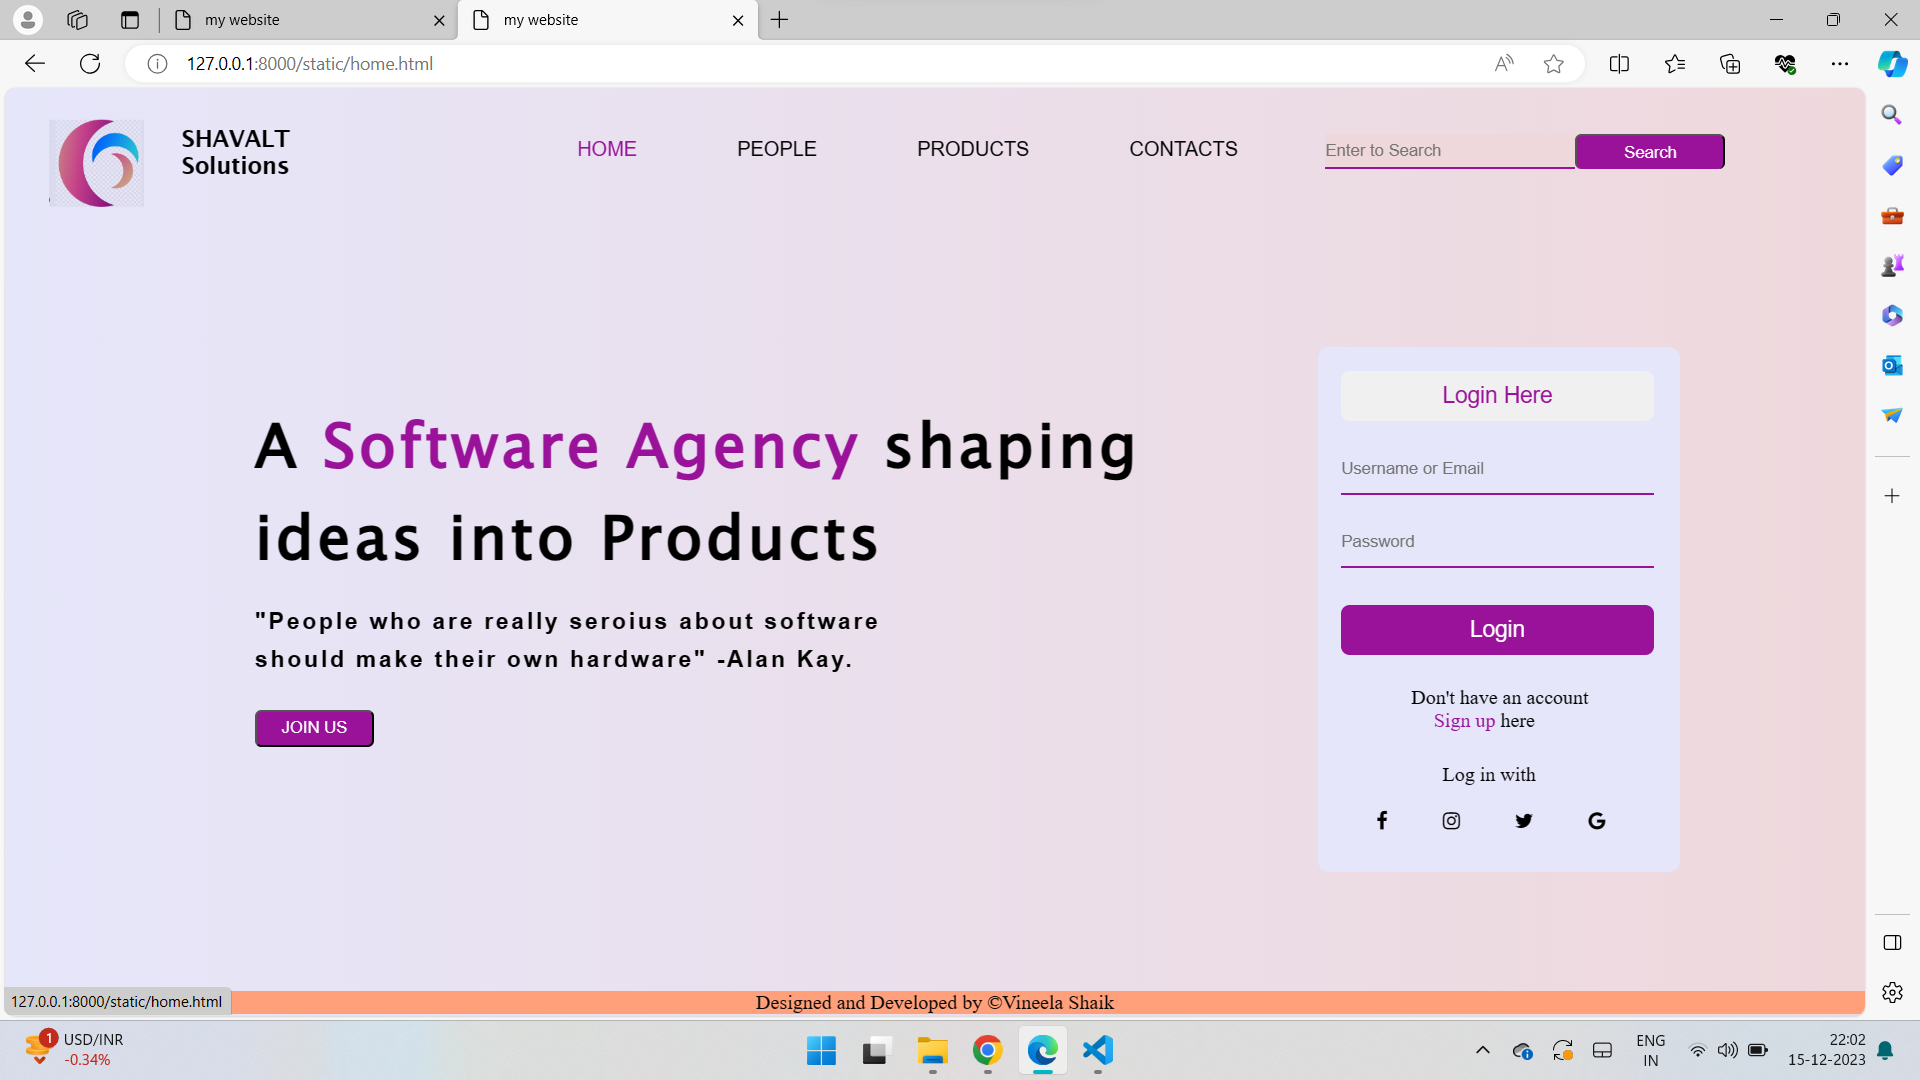 my website
my website
127.0.0.1:8000/static/home.html
SHAVALT
Solutions
HOME
PEOPLE
PRODUCTS
CONTACTS
Enter to Search
Search
Login Here
A Software Agency shaping
ideas into Products
Username or Email
Password
"People who are really seroius about software
should make their own hardware" -Alan Kay.
Login
JOIN US
Don't have an account
Sign up here
Log in with
127.0.0.1:8000/static/home.html
Designed and Developed by ©Vineela Shaik
1
USD/INR
-0.34%
ENG
IN
22:02
15-12-2023